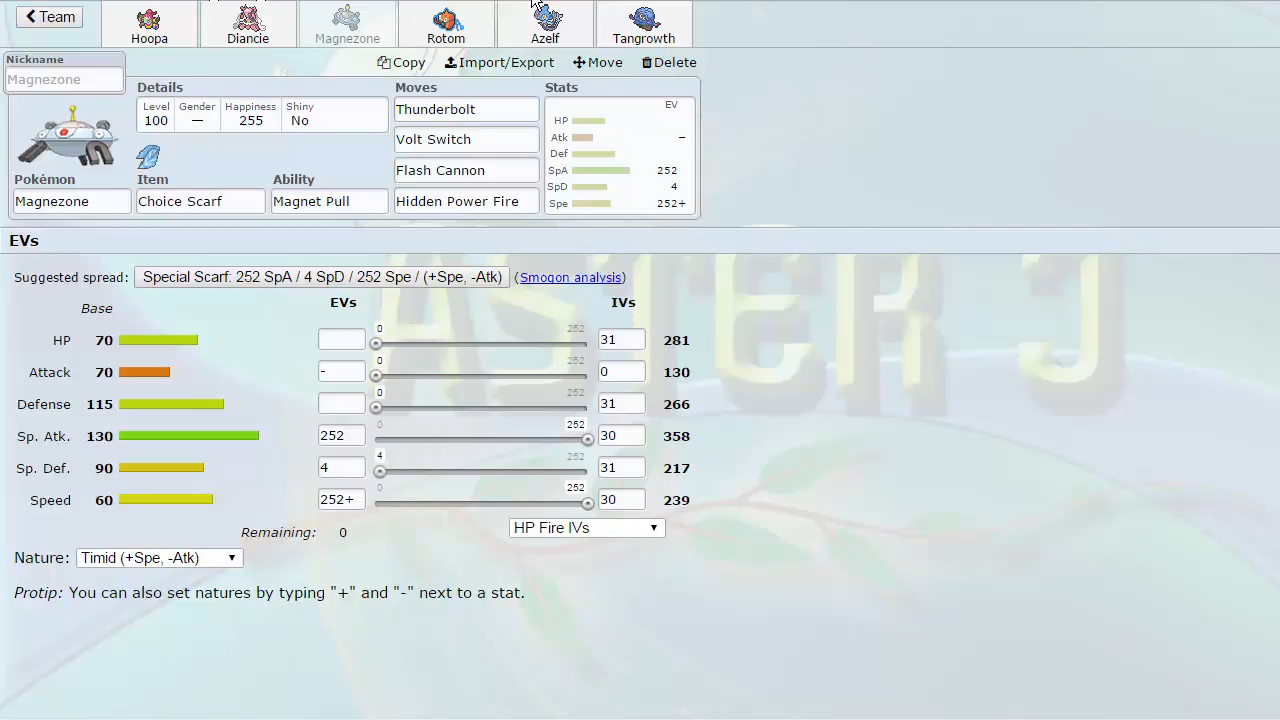 Team
Hoopa
Diancie
Magnezone
Rotom
Azelf
Tangrowth
Copy Import/Export Move Delete
Nickname
Magnezone
Details
Level Gender Happiness Shiny
100 — 255 No
Pokémon Item Ability
Magnezone Choice Scarf Magnet Pull
Moves
Thunderbolt
Volt Switch
Flash Cannon
Hidden Power Fire
Stats
EV
HP
Atk –
Def
SpA 252
SpD 4
Spe 252+
EVs
Suggested spread: Special Scarf: 252 SpA / 4 SpD / 252 Spe / (+Spe, -Atk) (Smogon analysis)
Base EVs IVs
HP 70 0 252 31 281
Attack 70 - 0 252 0 130
Defense 115 0 252 31 266
Sp. Atk. 130 252 0 252 30 358
Sp. Def. 90 4 4 252 31 217
Speed 60 252+ 0 252 30 239
Remaining: 0 HP Fire IVs
Nature: Timid (+Spe, -Atk)
Protip: You can also set natures by typing "+" and "-" next to a stat.
ASTER J